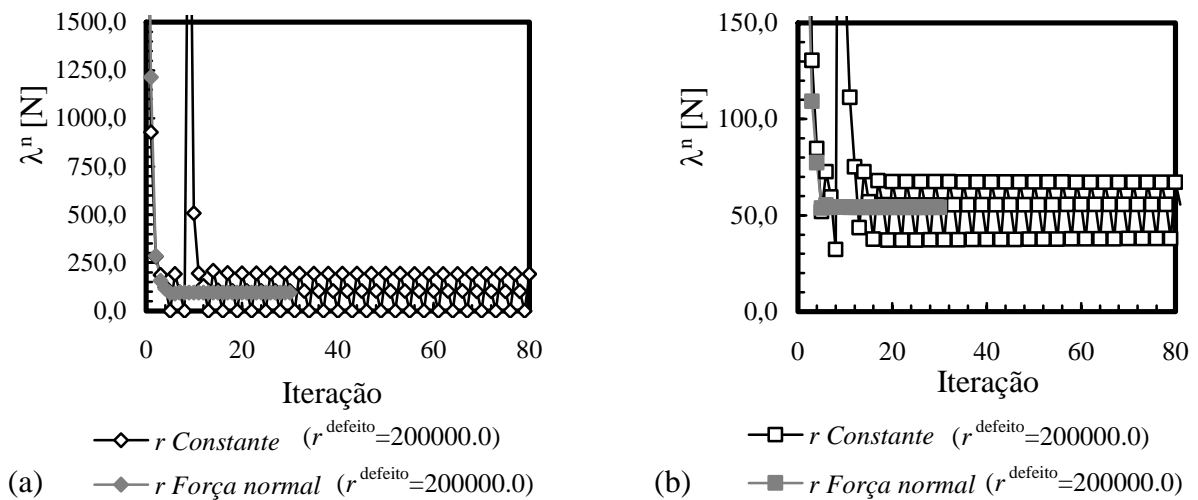 1500,0
1250,0
1000,0
750,0
500,0
250,0
0,0
λⁿ [N]
0 20 40 60 80
Iteração
r Constante (r defeito=200000.0)
r Força normal (r defeito=200000.0)
(a)
150,0
100,0
50,0
0,0
λⁿ [N]
0 20 40 60 80
Iteração
r Constante (r defeito=200000.0)
r Força normal (r defeito=200000.0)
(b)